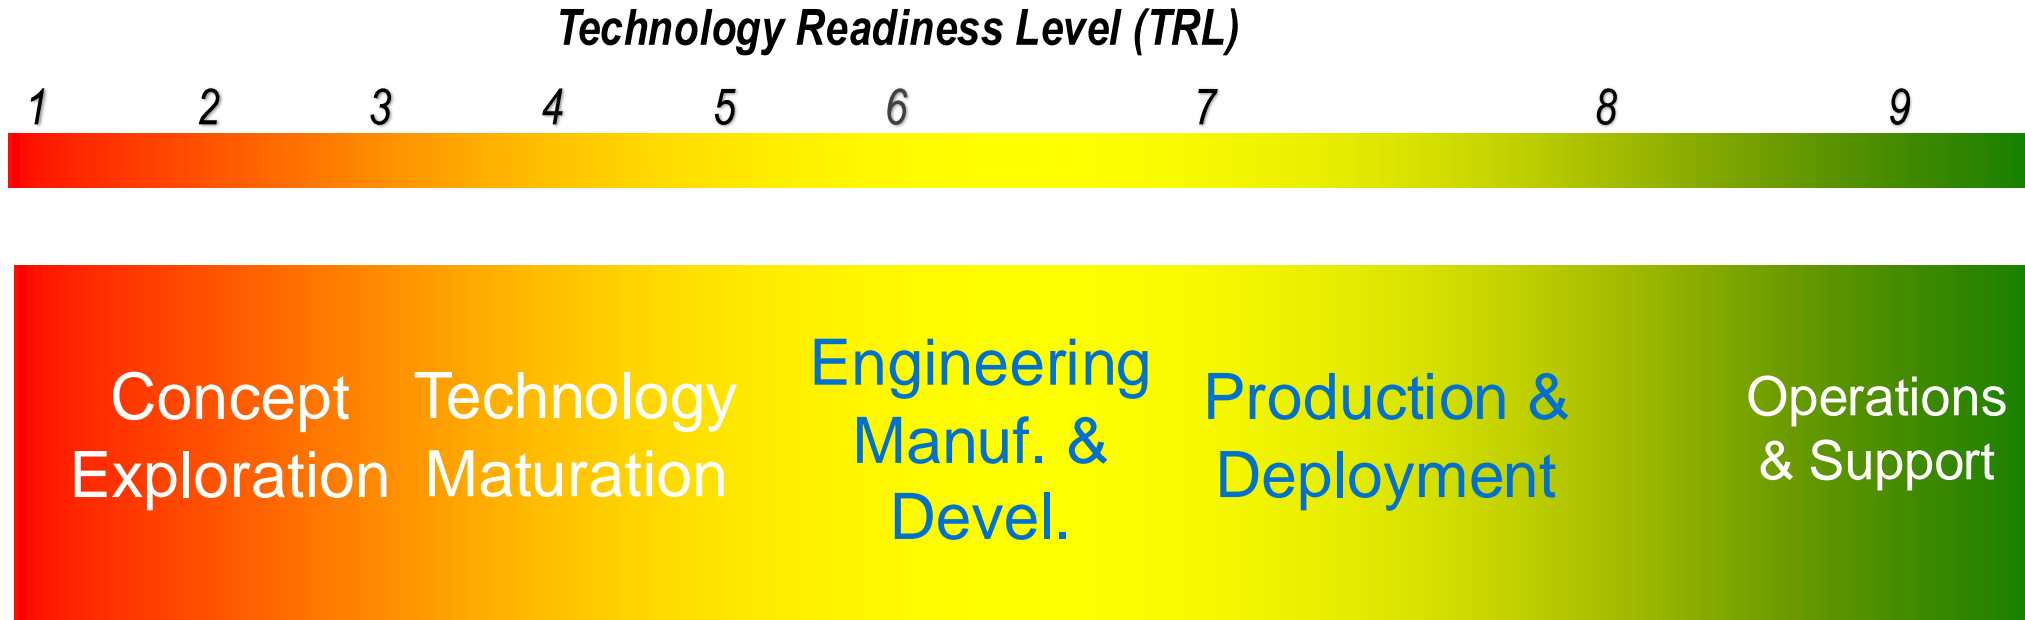 Technology Readiness Level (TRL)
1 2 3 4 5 6 7 8 9
Concept
Exploration
Technology
Maturation
Engineering
Manuf. &
Devel.
Production &
Deployment
Operations
& Support